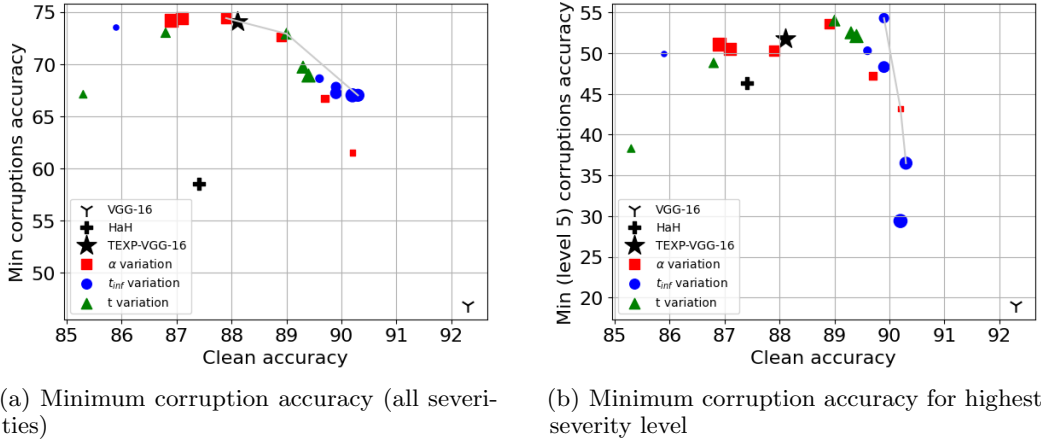 Min corruptions accuracy
75
70
65
60
55
50
85 86 87 88 89 90 91 92
Clean accuracy
VGG-16
HaH
TEXP-VGG-16
α variation
t_inf variation
t variation
(a) Minimum corruption accuracy (all severi-
ties)
Min (level 5) corruptions accuracy
55
50
45
40
35
30
25
20
85 86 87 88 89 90 91 92
Clean accuracy
VGG-16
HaH
TEXP-VGG-16
α variation
t_inf variation
t variation
(b) Minimum corruption accuracy for highest
severity level